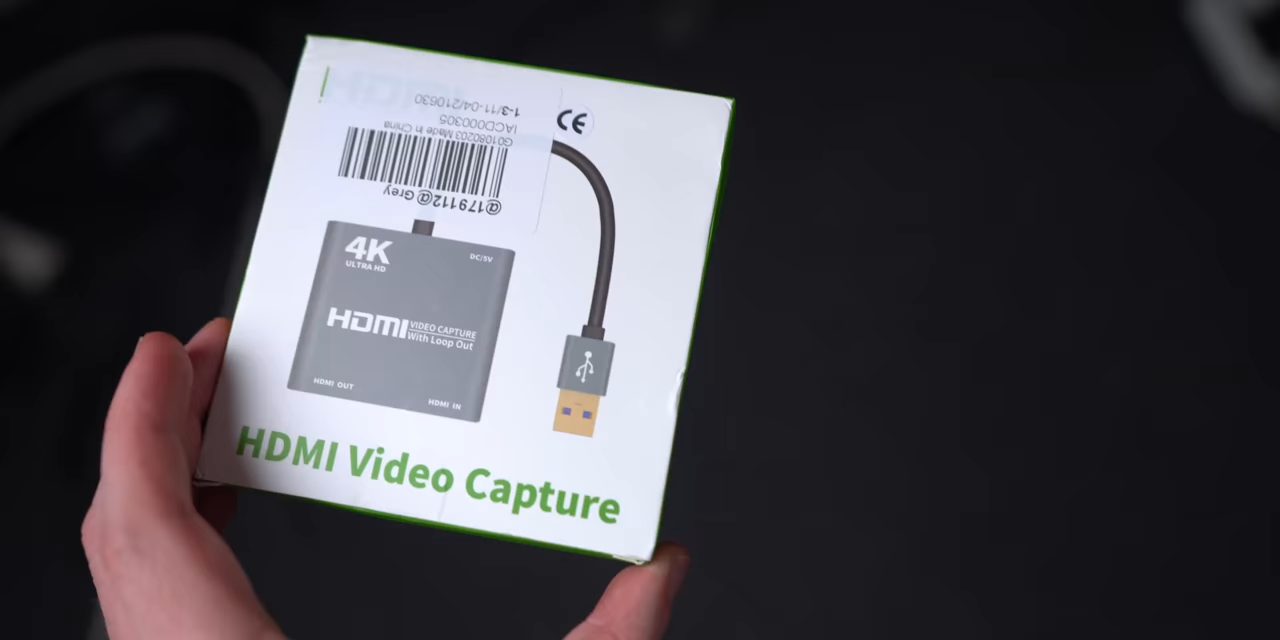 HDMI
@179112@Grey
Made in China
IACD000305
1-3/11-04/210630
CE
4K
ULTRA HD
DC/5V
HDMI VIDEO CAPTURE
With Loop Out
HDMI OUT
HDMI IN
HDMI Video Capture